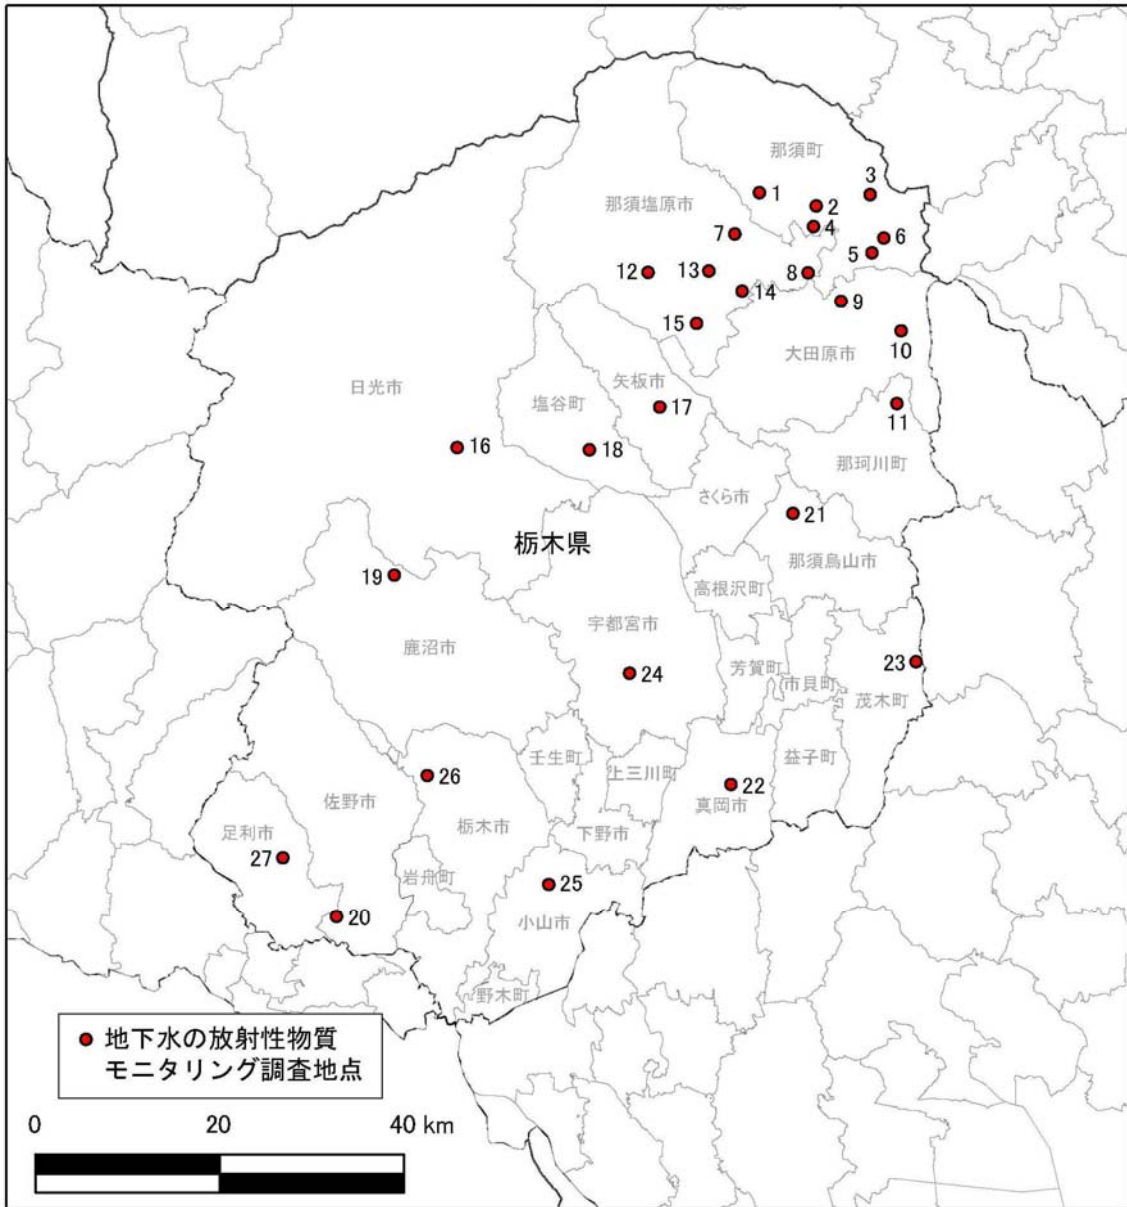 那須町
3
1
2
那須塩原市
4
7
6
5
12
13
8
14
9
15
10
大田原市
日光市
矢板市
塩谷町
17
11
16
18
那珂川町
さくら市
21
栃木県
那須烏山市
19
高根沢町
宇都宮市
鹿沼市
23
芳賀町
24
市貝町
茂木町
壬生町
益子町
26
上三川町
22
佐野市
真岡市
足利市
栃木市
下野市
27
岩舟町
25
20
小山市
野木町
地下水の放射性物質
モニタリング調査地点
0 20 40 km